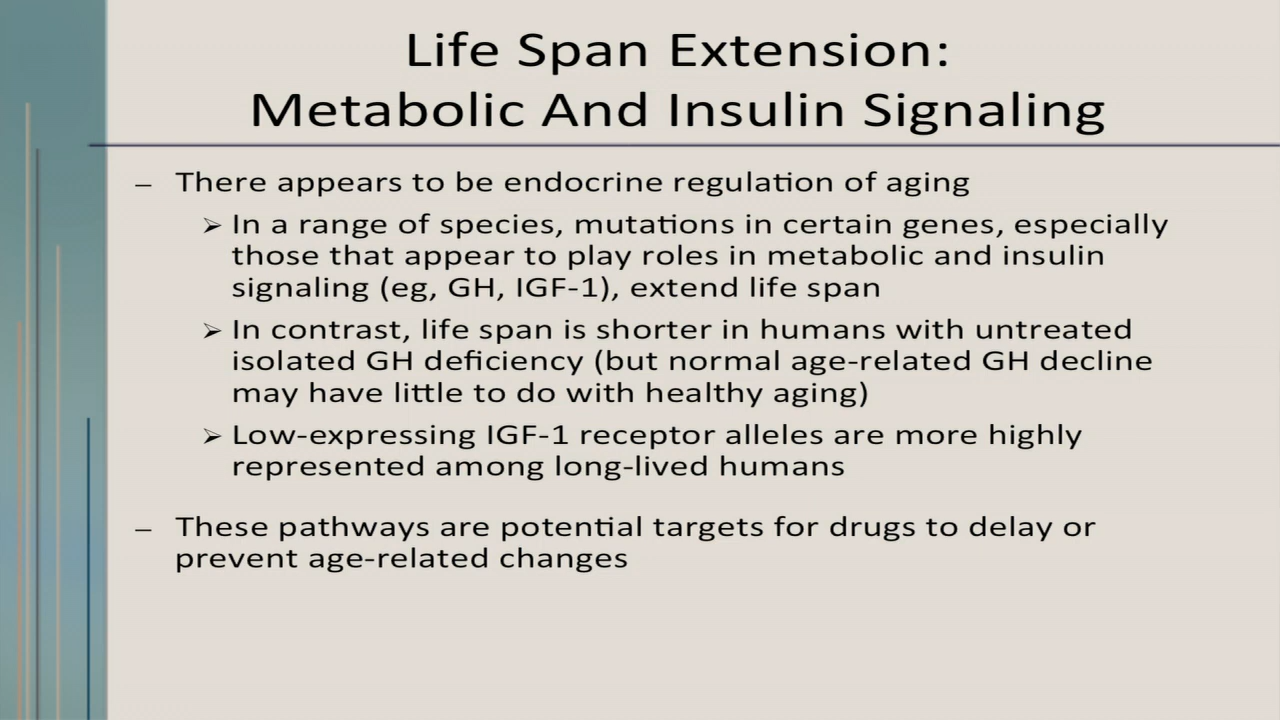 Life Span Extension:
Metabolic And Insulin Signaling
– There appears to be endocrine regulation of aging
➢ In a range of species, mutations in certain genes, especially
those that appear to play roles in metabolic and insulin
signaling (eg, GH, IGF-1), extend life span
➢ In contrast, life span is shorter in humans with untreated
isolated GH deficiency (but normal age-related GH decline
may have little to do with healthy aging)
➢ Low-expressing IGF-1 receptor alleles are more highly
represented among long-lived humans
– These pathways are potential targets for drugs to delay or
prevent age-related changes